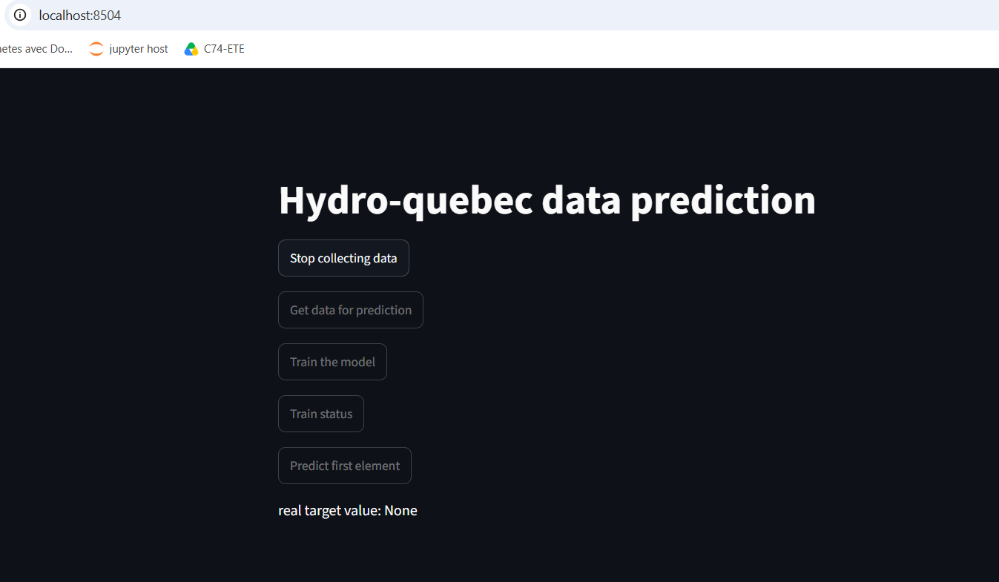 localhost:8504
etes avec Do... jupyter host C74-ETE
Hydro-quebec data prediction
Stop collecting data
Get data for prediction
Train the model
Train status
Predict first element
real target value: None